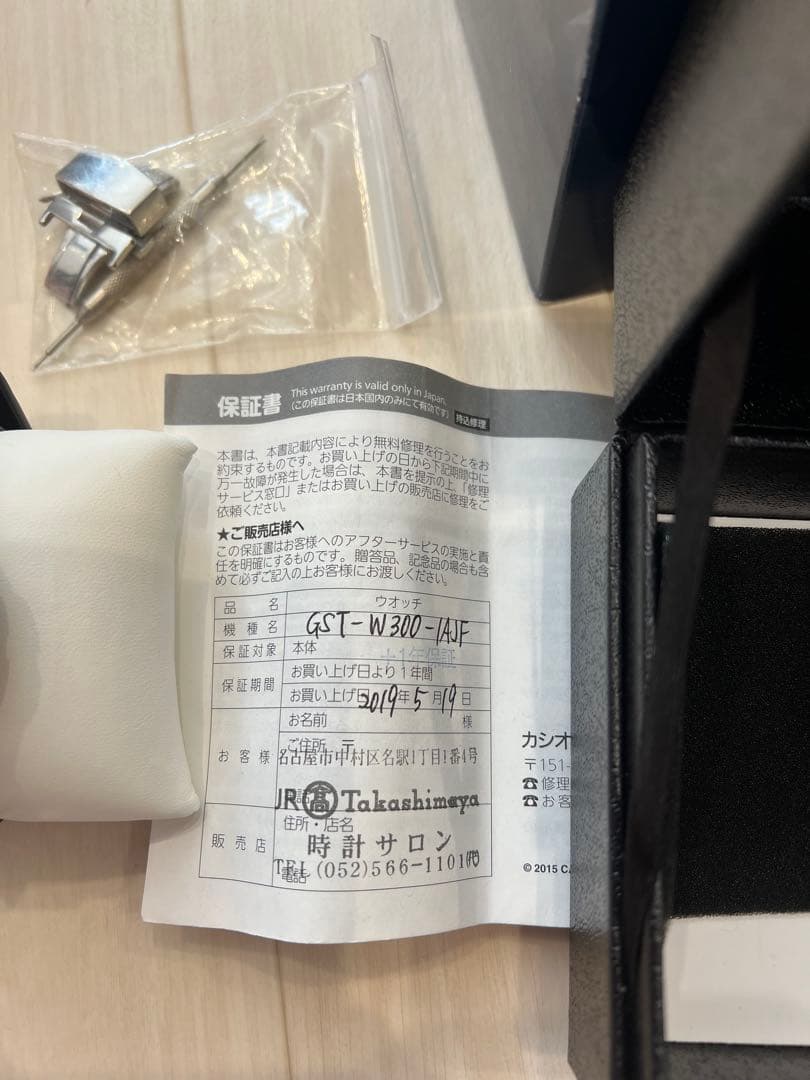 保証書
This warranty is valid only in Japan.
(この保証書は日本国内のみにて有効です)
持込修理
本書は、本書記載内容により無料修理を行うことをお
約束するものです。お買い上げの日から下記期間中に
万一故障が発生した場合は、本書を提示の上、「修理
サービス窓口」またはお買い上げの販売店に修理をご
依頼ください。
★ご販売店様へ
この保証書はお客様へのアフターサービスの実施と責
任を明確にするものです。贈答品、記念品の場合も含
めて必ずご記入の上お客様にお渡しください。
品 名 ウオッチ
機 種 名 GST-W300-1AJF
保証対象 本体
+1年保証
保証期間 お買い上げ日より1年間
お買い上げ日 2019年5月19日
お客様 お名前 様
ご住所 〒
名古屋市中村区名駅1丁目1番4号
JR 髙 Takashimaya
販売店 住所・店名
時計サロン
電話 TEL (052)566-1101㈹
カシオ
〒151-
☎修理
☎お客
© 2015 C